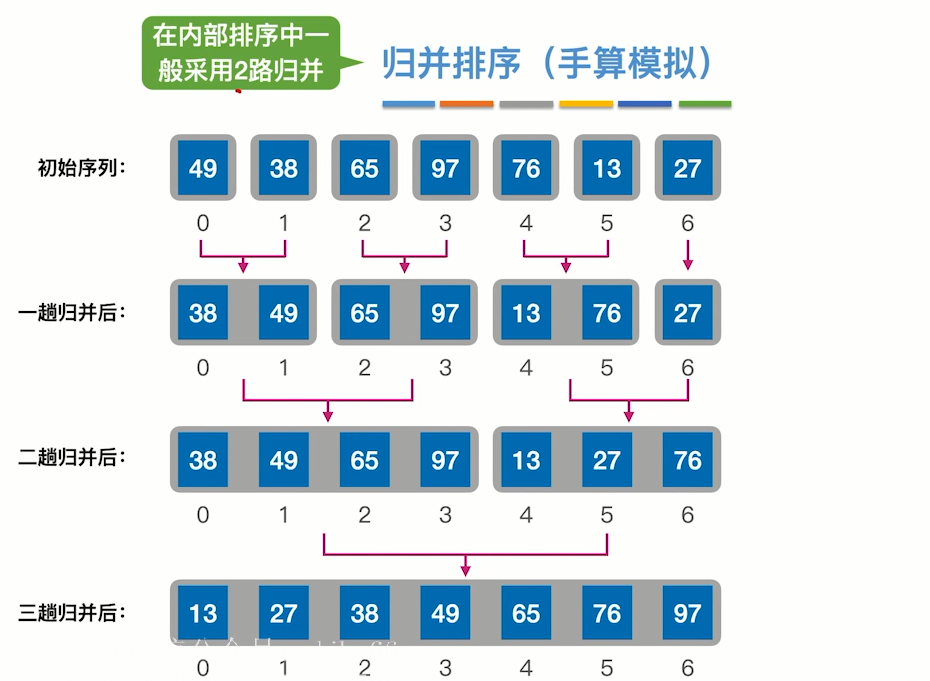 在内部排序中一
般采用2路归并
归并排序（手算模拟）
初始序列：
49 38 65 97 76 13 27
0 1 2 3 4 5 6
一趟归并后：
38 49 65 97 13 76 27
0 1 2 3 4 5 6
二趟归并后：
38 49 65 97 13 27 76
0 1 2 3 4 5 6
三趟归并后：
13 27 38 49 65 76 97
0 1 2 3 4 5 6